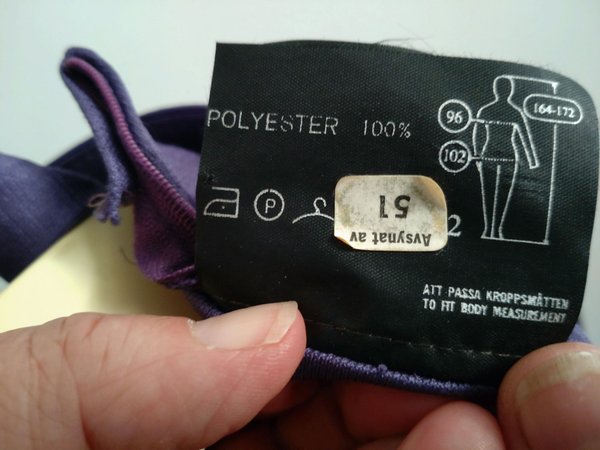 POLYESTER 100%
164-172
96
102
P
2
Avsynat av
51
ATT PASSA KROPPSMÅTTEN
TO FIT BODY MEASUREMENT